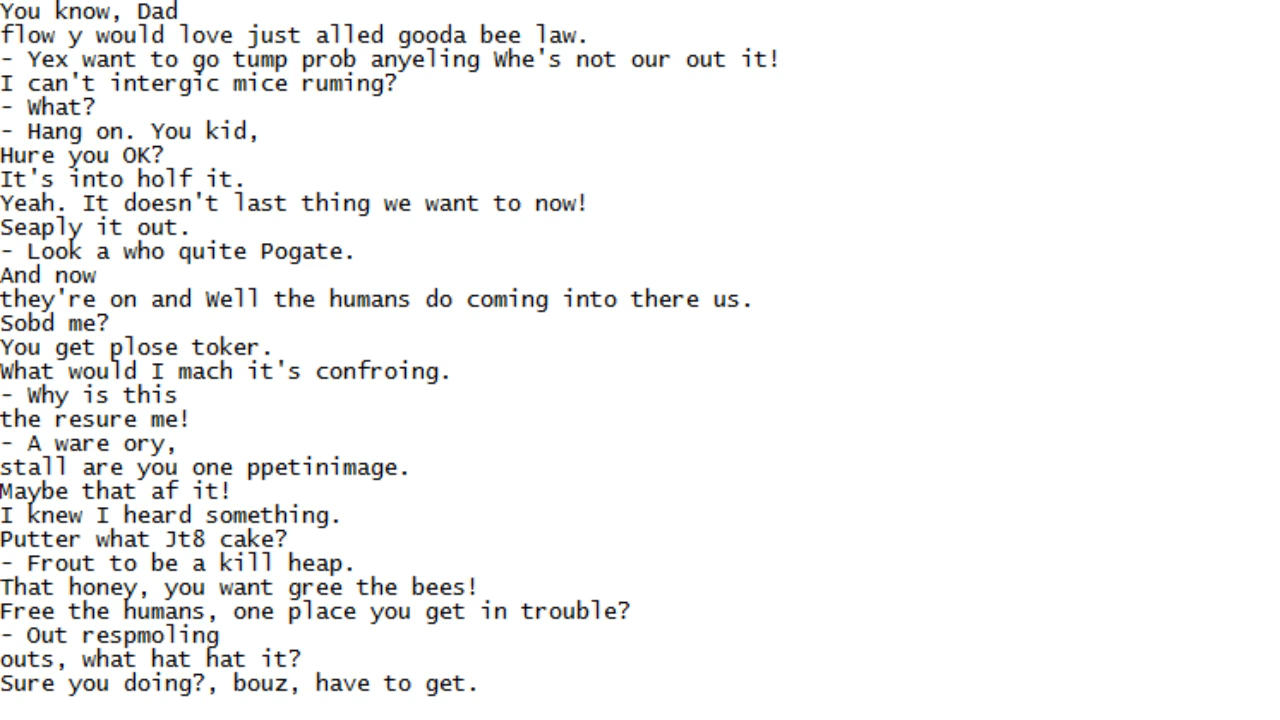 You know, Dad
flow y would love just alled gooda bee law.
- Yex want to go tump prob anyeling Whe's not our out it!
I can't intergic mice ruming?
- What?
- Hang on. You kid,
Hure you OK?
It's into holf it.
Yeah. It doesn't last thing we want to now!
Seaply it out.
- Look a who quite Pogate.
And now
they're on and Well the humans do coming into there us.
Sobd me?
You get plose toker.
What would I mach it's confroing.
- Why is this
the resure me!
- A ware ory,
stall are you one ppetinimage.
Maybe that af it!
I knew I heard something.
Putter what Jt8 cake?
- Frout to be a kill heap.
That honey, you want gree the bees!
Free the humans, one place you get in trouble?
- Out respmoling
outs, what hat hat it?
Sure you doing?, bouz, have to get.